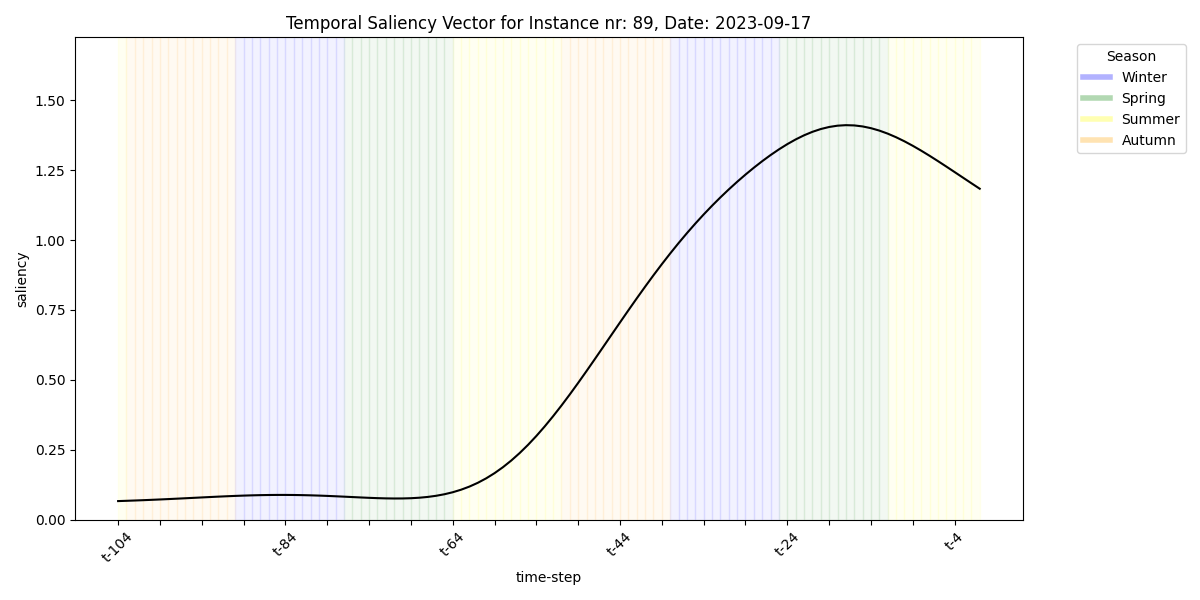 Temporal Saliency Vector for Instance nr: 89, Date: 2023-09-17
Season
Winter
Spring
Summer
Autumn
1.50
1.25
1.00
0.75
0.50
0.25
0.00
saliency
t-104
t-84
t-64
t-44
t-24
t-4
time-step